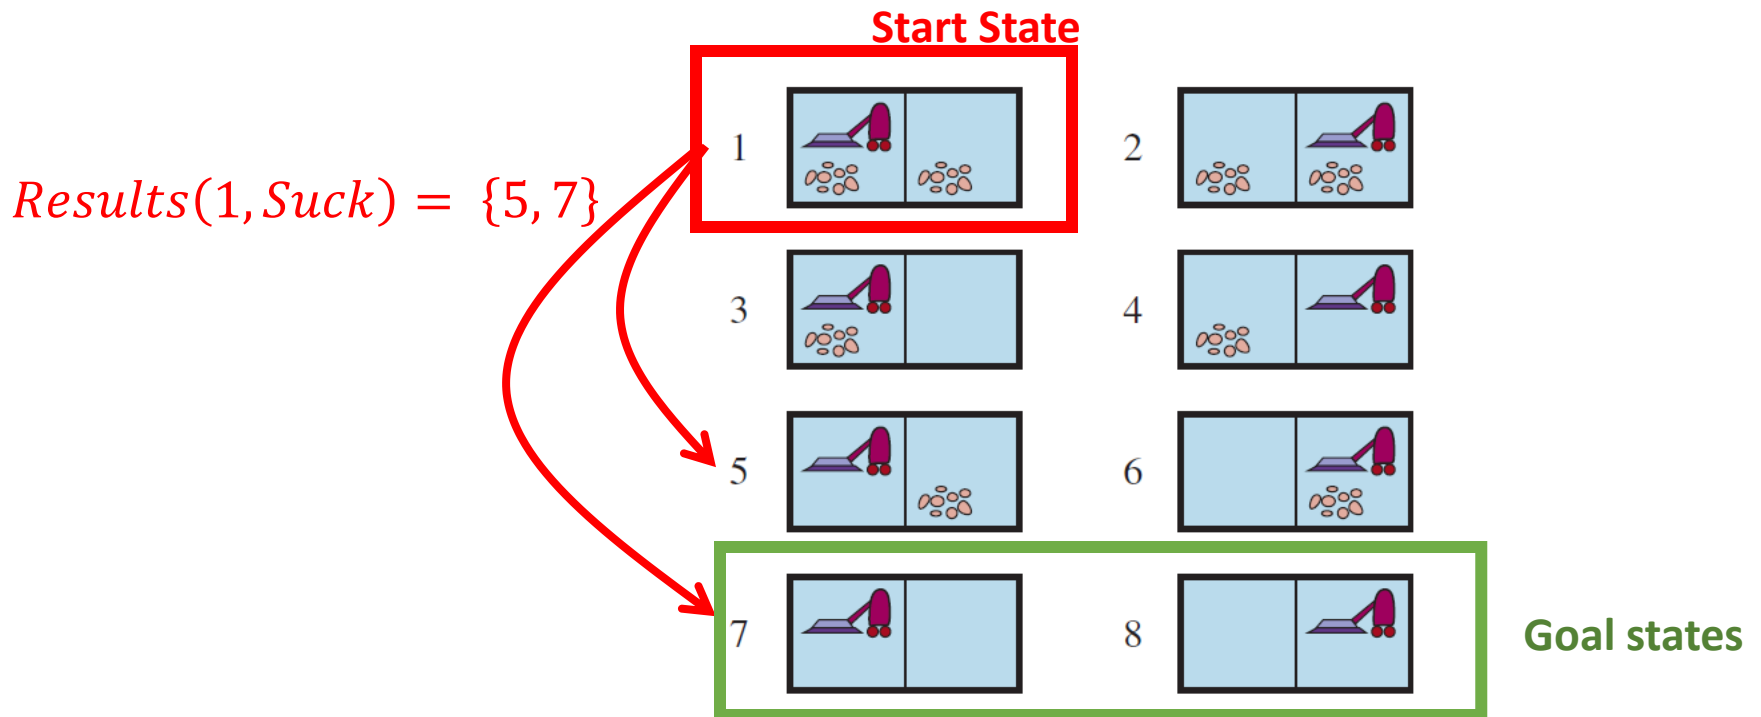 Start State
1
2
Results(1, Suck) = {5, 7}
3
4
5
6
7
8
Goal states